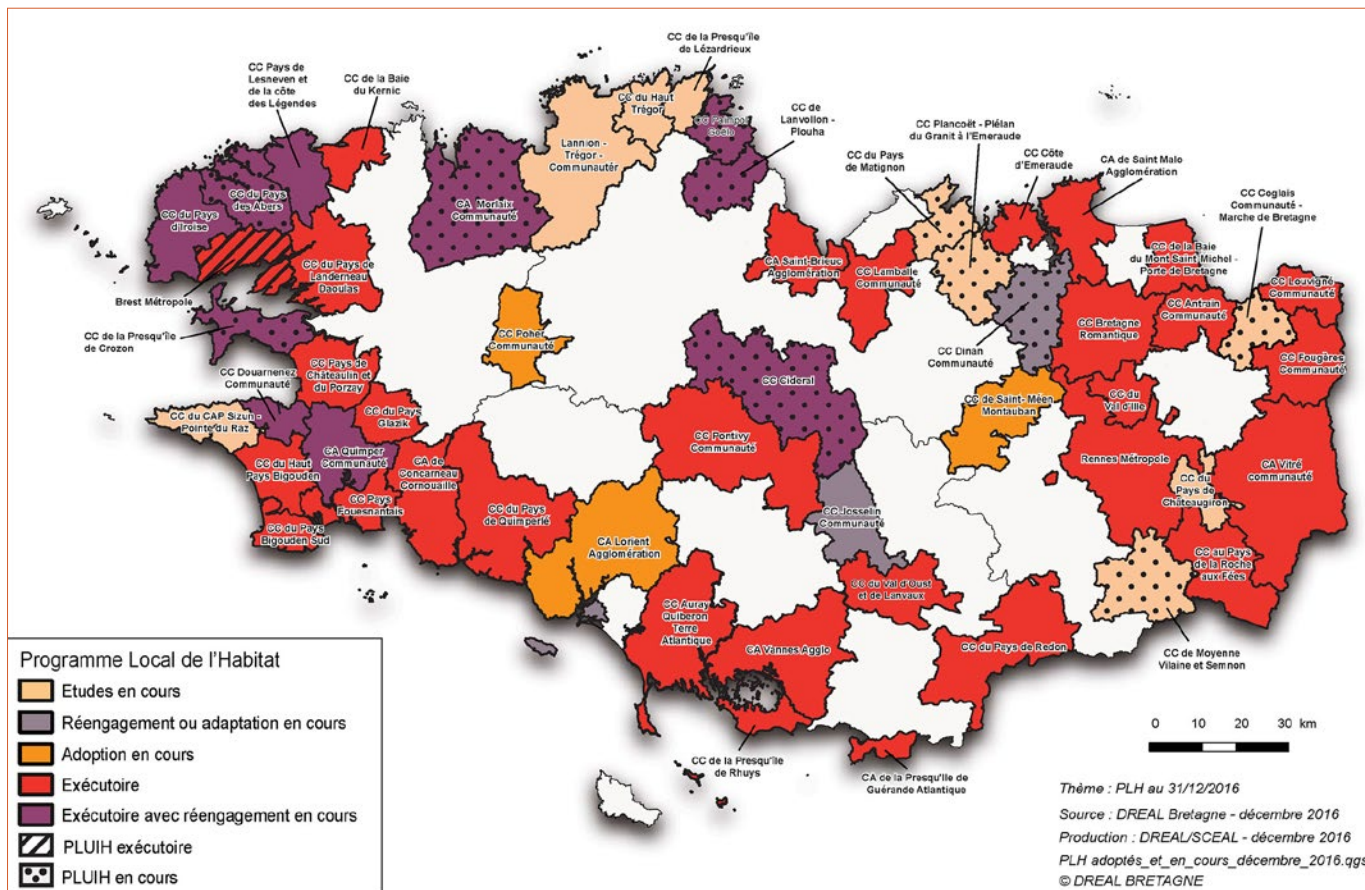 CC de la Presqu'île
de Lézardrieux
CC Pays de
Lesneven et
de la côte
des Légendes
CC de la Baie
du Kernic
CC du Haut
Trégor
CC Paimpol
Goëlo
CC de
Lanvollon -
Plouha
Lannion -
Trégor -
Communautér
CC Plancoët - Plélan
du Granit à l'Emeraude
CC du Pays
de Matignon
CC Côte
d'Emeraude
CA de Saint Malo
Agglomération
CC Coglais
Communauté -
Marche de Bretagne
CC du Pays
des Abers
CC du Pays
d'Iroise
CA Morlaix
Communauté
CC du Pays
de Landerneau
Daoulas
Brest Métropole
CA Saint-Brieuc
Agglomération
CC Lamballe
Communauté
CC de la Baie
du Mont Saint-Michel -
Porte de Bretagne
CC Louvigné
Communauté
CC Antrain
Communauté
CC Bretagne
Romantique
CC Fougères
Communauté
CC de la Presqu'île
de Crozon
CC Poher
Communauté
CC Dinan
Communauté
CC Pays de
Châteaulin et
du Porzay
CC Douarnenez
Communauté
CC Cideral
CC de Saint-Méen
Montauban
CC du
Val d'Ille
CC du CAP Sizun -
Pointe du Raz
CC du Pays
Glazik
CA Quimper
Communauté
CA de
Concarneau
Cornouaille
CC Pontivy
Communauté
Rennes Métropole
CA Vitré
communauté
CC du Haut
Pays Bigouden
CC Pays
Fouesnantais
CC du Pays
Bigouden Sud
CC du Pays
de Quimperlé
CC du
Pays de
Châteaugiron
CC Josselin
Communauté
CA Lorient
Agglomération
CC au Pays
de la Roche
aux Fées
CC du Val d'Oust
et de Lanvaux
CC Auray
Quiberon
Terre
Atlantique
CA Vannes Agglo
CC du Pays de Redon
CC de Moyenne
Vilaine et Semnon
CC de la Presqu'île
de Rhuys
CA de la Presqu'île de
Guérande Atlantique
Programme Local de l'Habitat
Etudes en cours
Réengagement ou adaptation en cours
Adoption en cours
Exécutoire
Exécutoire avec réengagement en cours
PLUIH exécutoire
PLUIH en cours
0 10 20 30 km
Thème : PLH au 31/12/2016
Source : DREAL Bretagne - décembre 2016
Production : DREAL/SCEAL - décembre 2016
PLH adoptés_et_en_cours_décembre_2016.qgs
© DREAL BRETAGNE